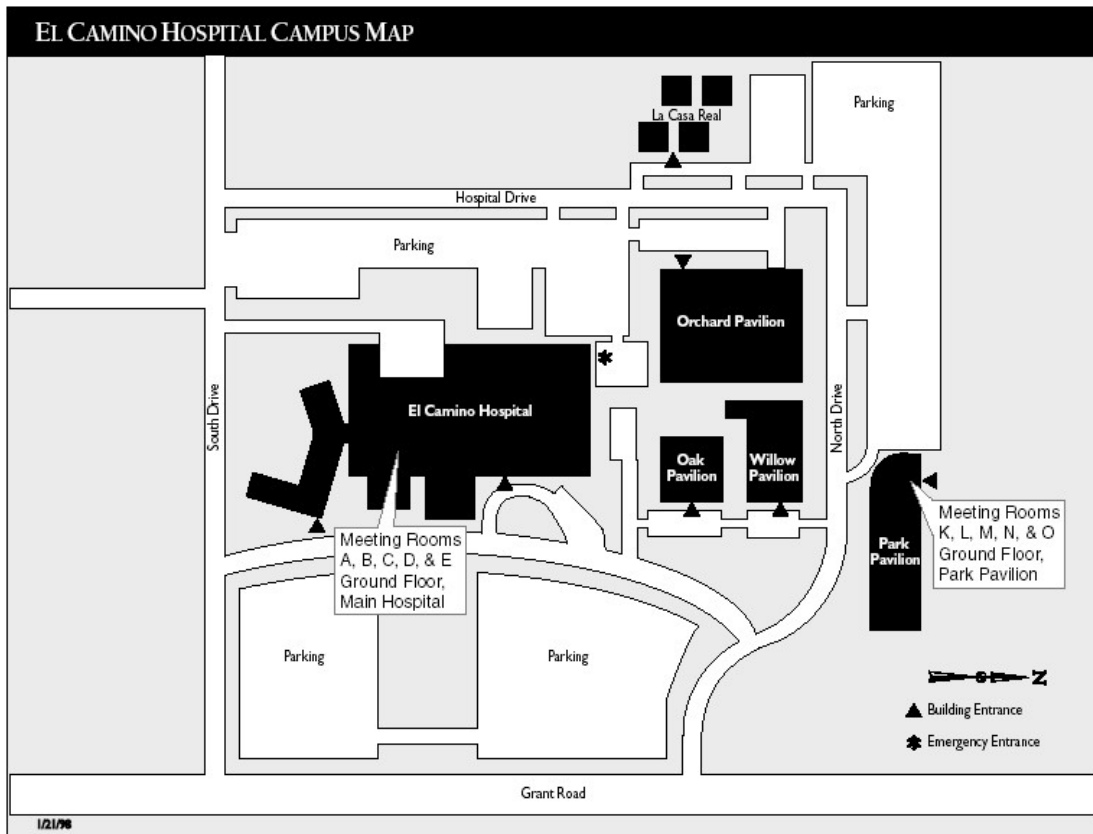 EL CAMINO HOSPITAL CAMPUS MAP
Parking
La Casa Real
Hospital Drive
Parking
Orchard Pavilion
South Drive
El Camino Hospital
North Drive
Oak
Pavilion
Willow
Pavilion
Meeting Rooms
A, B, C, D, & E
Ground Floor,
Main Hospital
Park
Pavilion
Meeting Rooms
K, L, M, N, & O
Ground Floor,
Park Pavilion
Parking
Parking
N
Building Entrance
Emergency Entrance
Grant Road
1/21/98